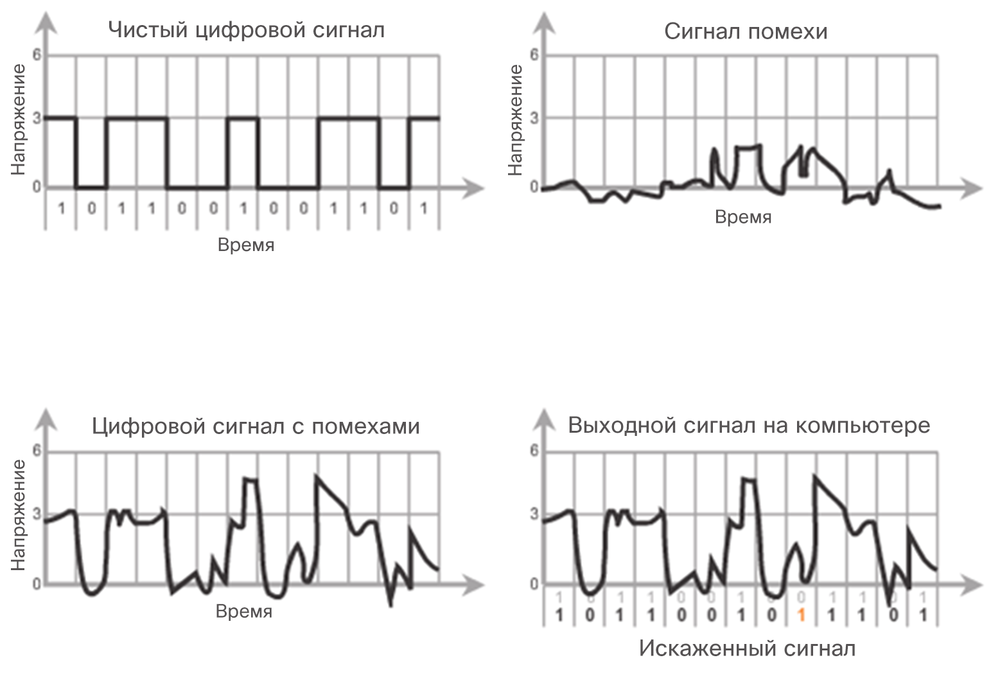 Чистый цифровой сигнал
Напряжение
6
3
0
1 0 1 1 0 0 1 0 0 1 1 0 1
Время
Сигнал помехи
Напряжение
6
3
0
Время
Цифровой сигнал с помехами
Напряжение
6
3
0
Время
Выходной сигнал на компьютере
6
3
0
1 0 1 1 0 0 1 0 0 1 1 0 1
1 0 1 1 0 0 1 0 1 1 1 0 1
Искаженный сигнал